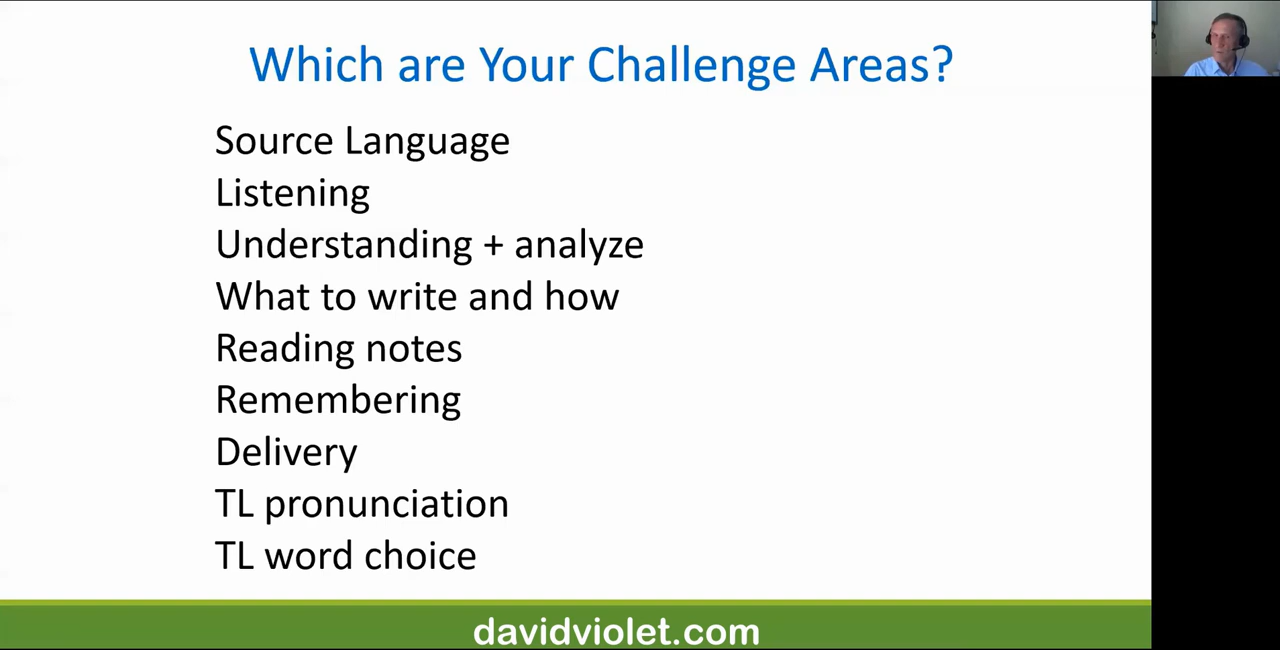 Which are Your Challenge Areas?
Source Language
Listening
Understanding + analyze
What to write and how
Reading notes
Remembering
Delivery
TL pronunciation
TL word choice
davidviolet.com